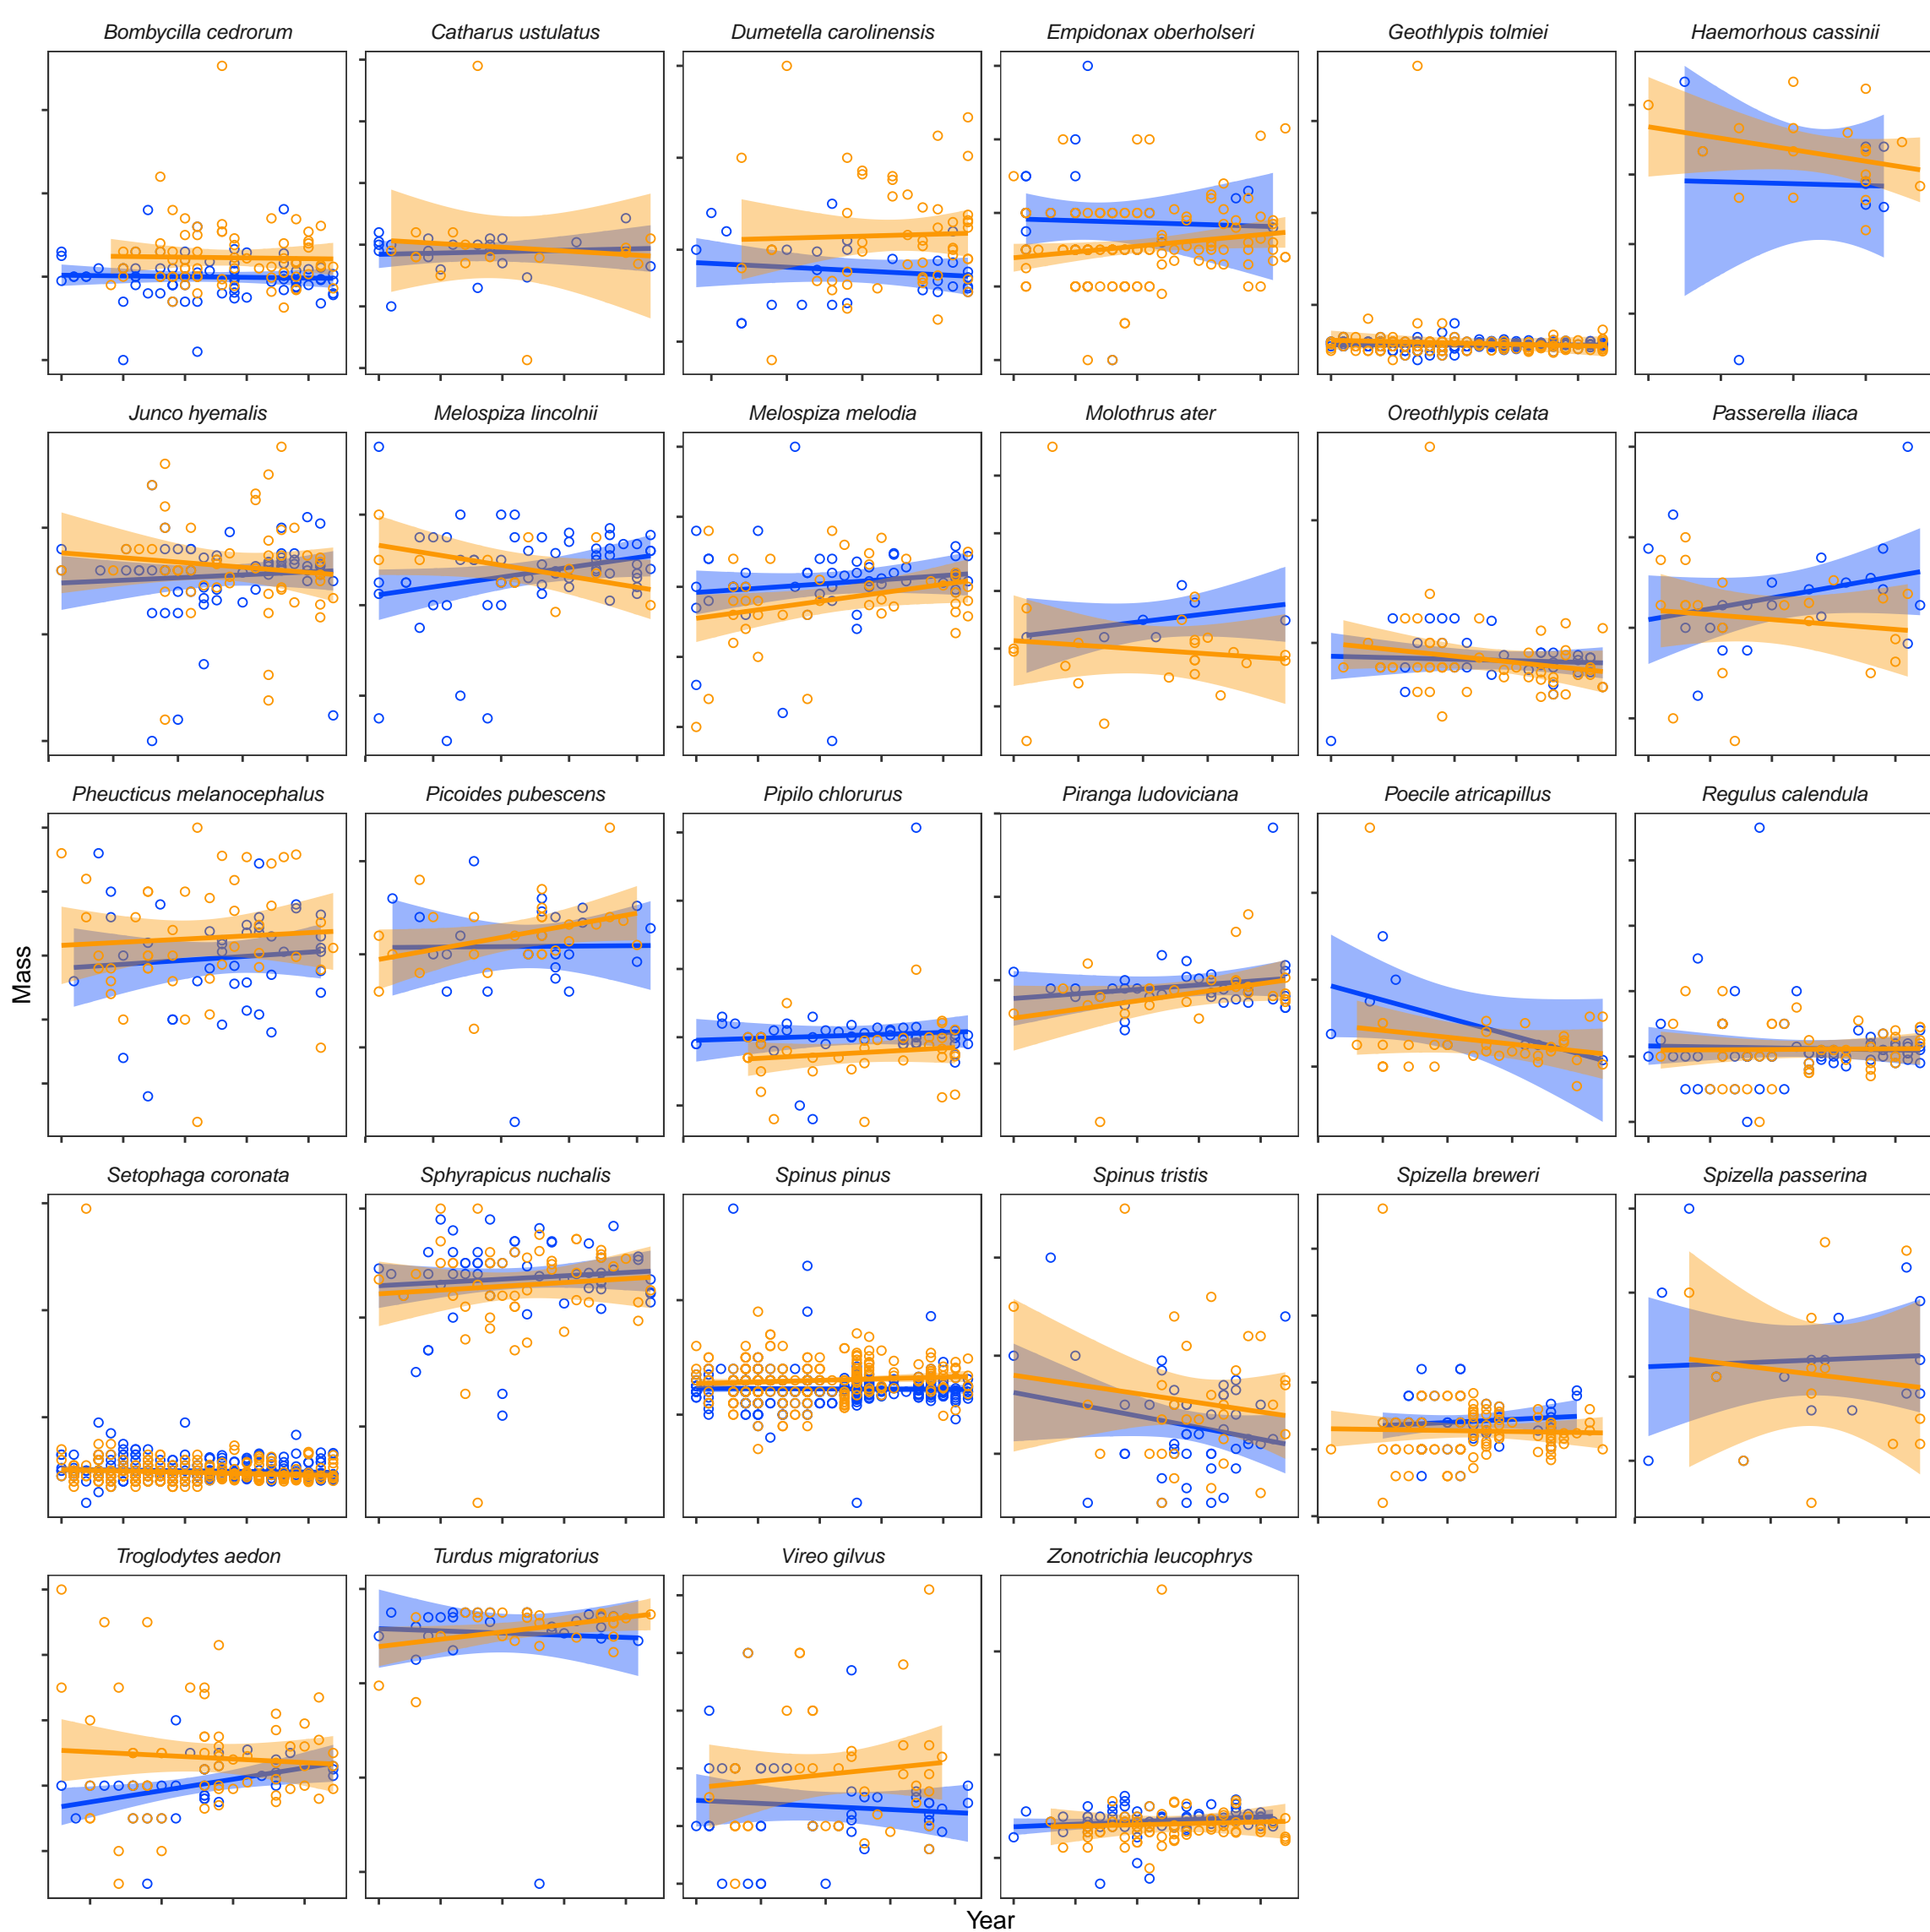 Bombycilla cedrorum
Catharus ustulatus
Dumetella carolinensis
Empidonax oberholseri
Geothlypis tolmiei
Haemorhous cassinii
Junco hyemalis
Melospiza lincolnii
Melospiza melodia
Molothrus ater
Oreothlypis celata
Passerella iliaca
Pheucticus melanocephalus
Picoides pubescens
Pipilo chlorurus
Piranga ludoviciana
Poecile atricapillus
Regulus calendula
Mass
Setophaga coronata
Sphyrapicus nuchalis
Spinus pinus
Spinus tristis
Spizella breweri
Spizella passerina
Troglodytes aedon
Turdus migratorius
Vireo gilvus
Zonotrichia leucophrys
Year